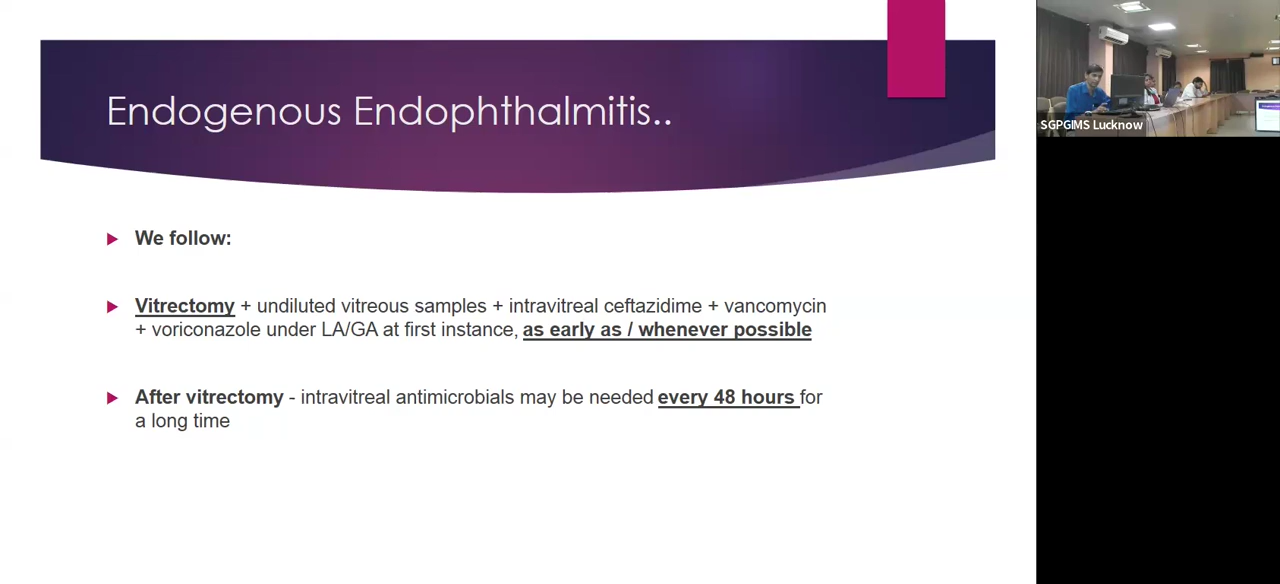 Endogenous Endophthalmitis..
SGPGIMS Lucknow
We follow:
Vitrectomy + undiluted vitreous samples + intravitreal ceftazidime + vancomycin
+ voriconazole under LA/GA at first instance, as early as / whenever possible
After vitrectomy - intravitreal antimicrobials may be needed every 48 hours for
a long time